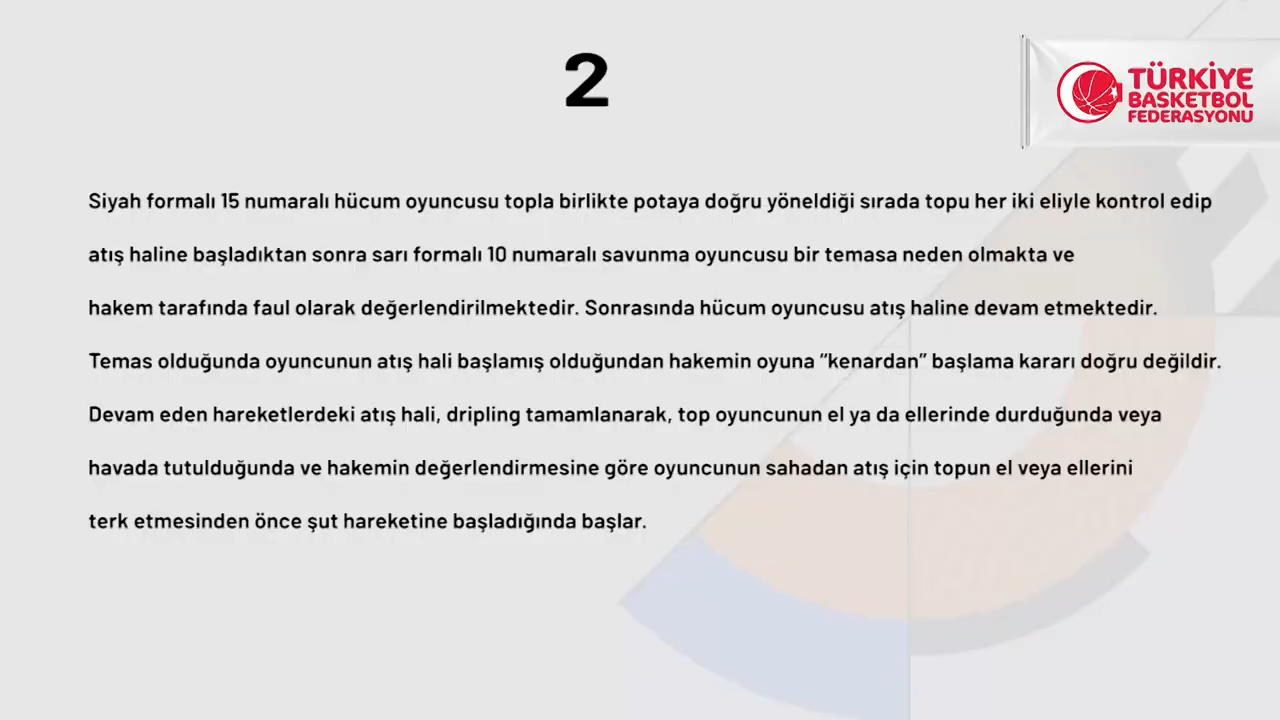 2
TÜRKİYE
BASKETBOL
FEDERASYONU
Siyah formalı 15 numaralı hücum oyuncusu topla birlikte potaya doğru yöneldiği sırada topu her iki eliyle kontrol edip
atış haline başladıktan sonra sarı formalı 10 numaralı savunma oyuncusu bir temasa neden olmakta ve
hakem tarafında faul olarak değerlendirilmektedir. Sonrasında hücum oyuncusu atış haline devam etmektedir.
Temas olduğunda oyuncunun atış hali başlamış olduğundan hakemin oyuna “kenardan” başlama kararı doğru değildir.
Devam eden hareketlerdeki atış hali, dripling tamamlanarak, top oyuncunun el ya da ellerinde durduğunda veya
havada tutulduğunda ve hakemin değerlendirmesine göre oyuncunun sahadan atış için topun el veya ellerini
terk etmesinden önce şut hareketine başladığında başlar.